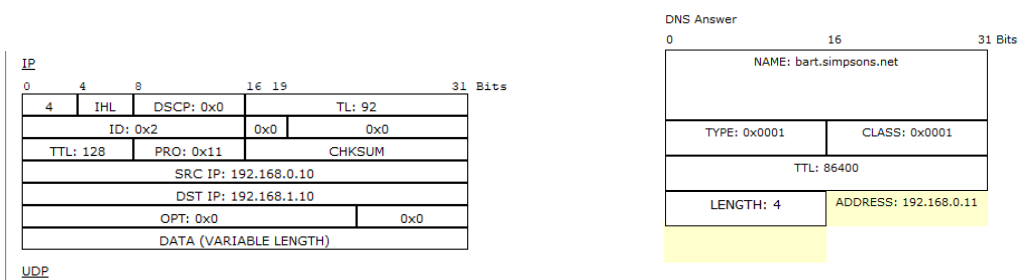 IP
0 4 8 16 19 31 Bits
4 IHL DSCP: 0x0 TL: 92
ID: 0x2 0x0 0x0
TTL: 128 PRO: 0x11 CHKSUM
SRC IP: 192.168.0.10
DST IP: 192.168.1.10
OPT: 0x0 0x0
DATA (VARIABLE LENGTH)
UDP
DNS Answer
0 16 31 Bits
NAME: bart.simpsons.net
TYPE: 0x0001 CLASS: 0x0001
TTL: 86400
LENGTH: 4 ADDRESS: 192.168.0.11